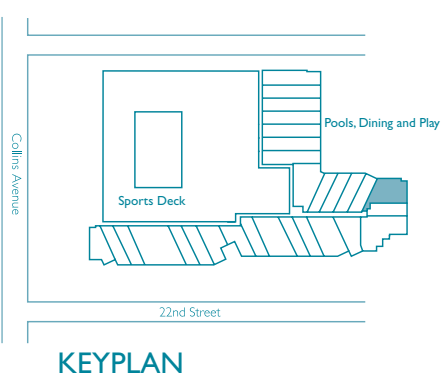 Pools, Dining and Play
Collins Avenue
Sports Deck
22nd Street
KEYPLAN